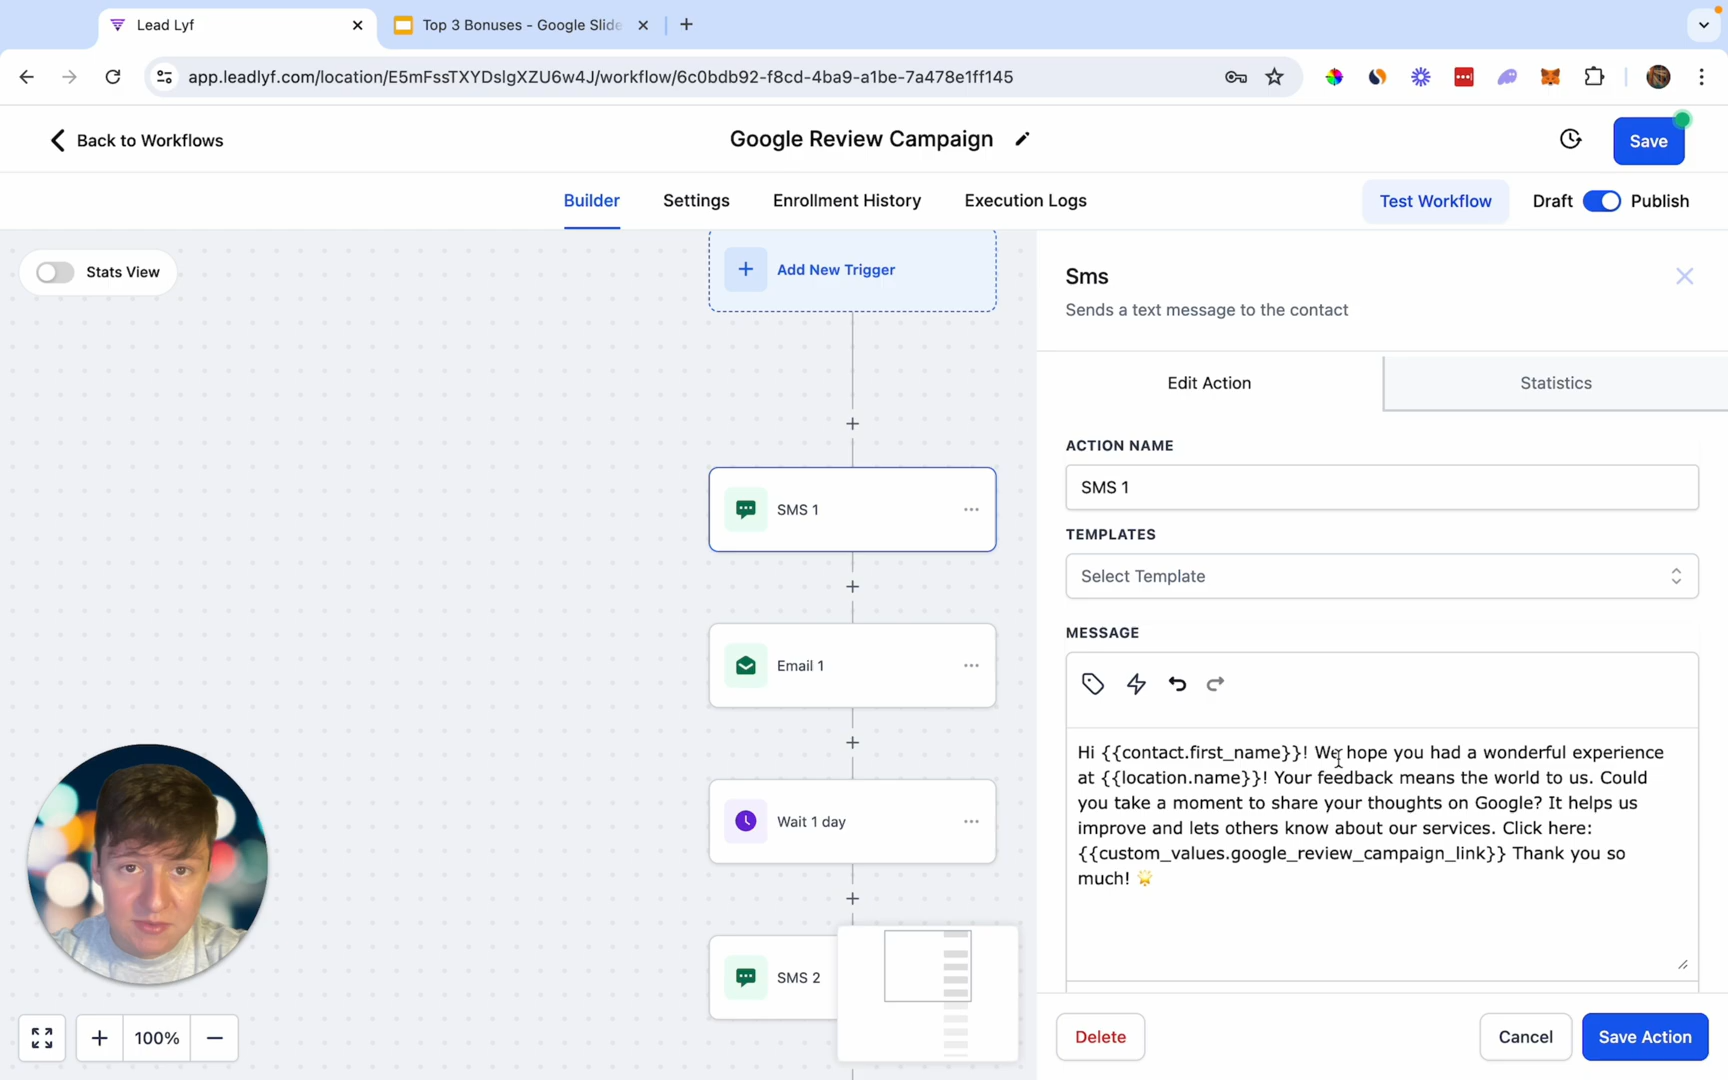 Lead Lyf
Top 3 Bonuses - Google Slide
app.leadlyf.com/location/E5mFssTXYDslgXZU6w4J/workflow/6c0bdb92-f8cd-4ba9-a1be-7a478e1ff145
Back to Workflows
Google Review Campaign
Save
Builder
Settings
Enrollment History
Execution Logs
Test Workflow
Draft
Publish
Stats View
Add New Trigger
SMS 1
Email 1
Wait 1 day
SMS 2
100%
Sms
Sends a text message to the contact
Edit Action
Statistics
ACTION NAME
SMS 1
TEMPLATES
Select Template
MESSAGE
Hi {{contact.first_name}}! We hope you had a wonderful experience
at {{location.name}}! Your feedback means the world to us. Could
you take a moment to share your thoughts on Google? It helps us
improve and lets others know about our services. Click here:
{{custom_values.google_review_campaign_link}} Thank you so
much! 🌟
Delete
Cancel
Save Action